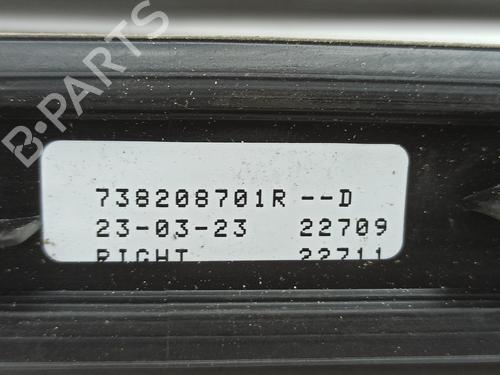 B-PARTS
738208701R --D
23-03-23 22709
RIGHT 22711